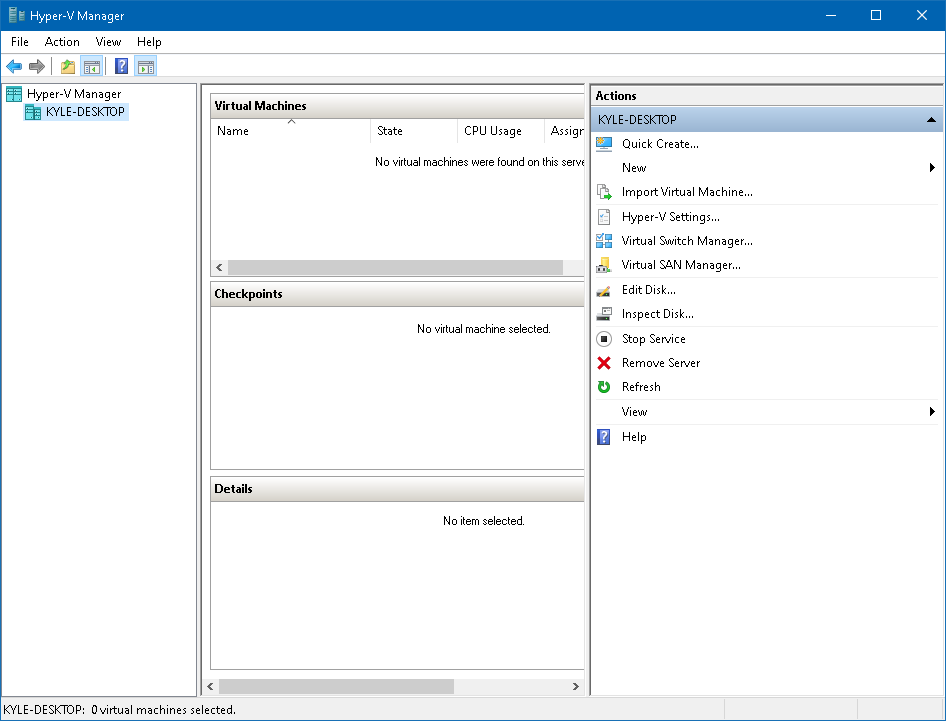 Hyper-V Manager
File Action View Help
Hyper-V Manager
KYLE-DESKTOP
Virtual Machines
Name State CPU Usage Assign
No virtual machines were found on this serve
Checkpoints
No virtual machine selected.
Details
No item selected.
Actions
KYLE-DESKTOP
Quick Create...
New
Import Virtual Machine...
Hyper-V Settings...
Virtual Switch Manager...
Virtual SAN Manager...
Edit Disk...
Inspect Disk...
Stop Service
Remove Server
Refresh
View
Help
KYLE-DESKTOP: 0 virtual machines selected.